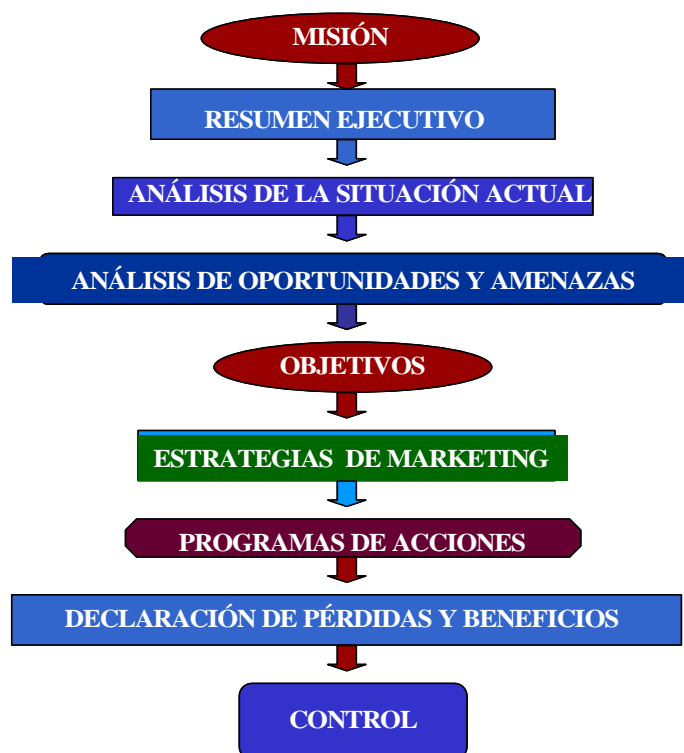 MISIÓN
RESUMEN EJECUTIVO
ANÁLISIS DE LA SITUACIÓN ACTUAL
ANÁLISIS DE OPORTUNIDADES Y AMENAZAS
OBJETIVOS
ESTRATEGIAS DE MARKETING
PROGRAMAS DE ACCIONES
DECLARACIÓN DE PÉRDIDAS Y BENEFICIOS
CONTROL